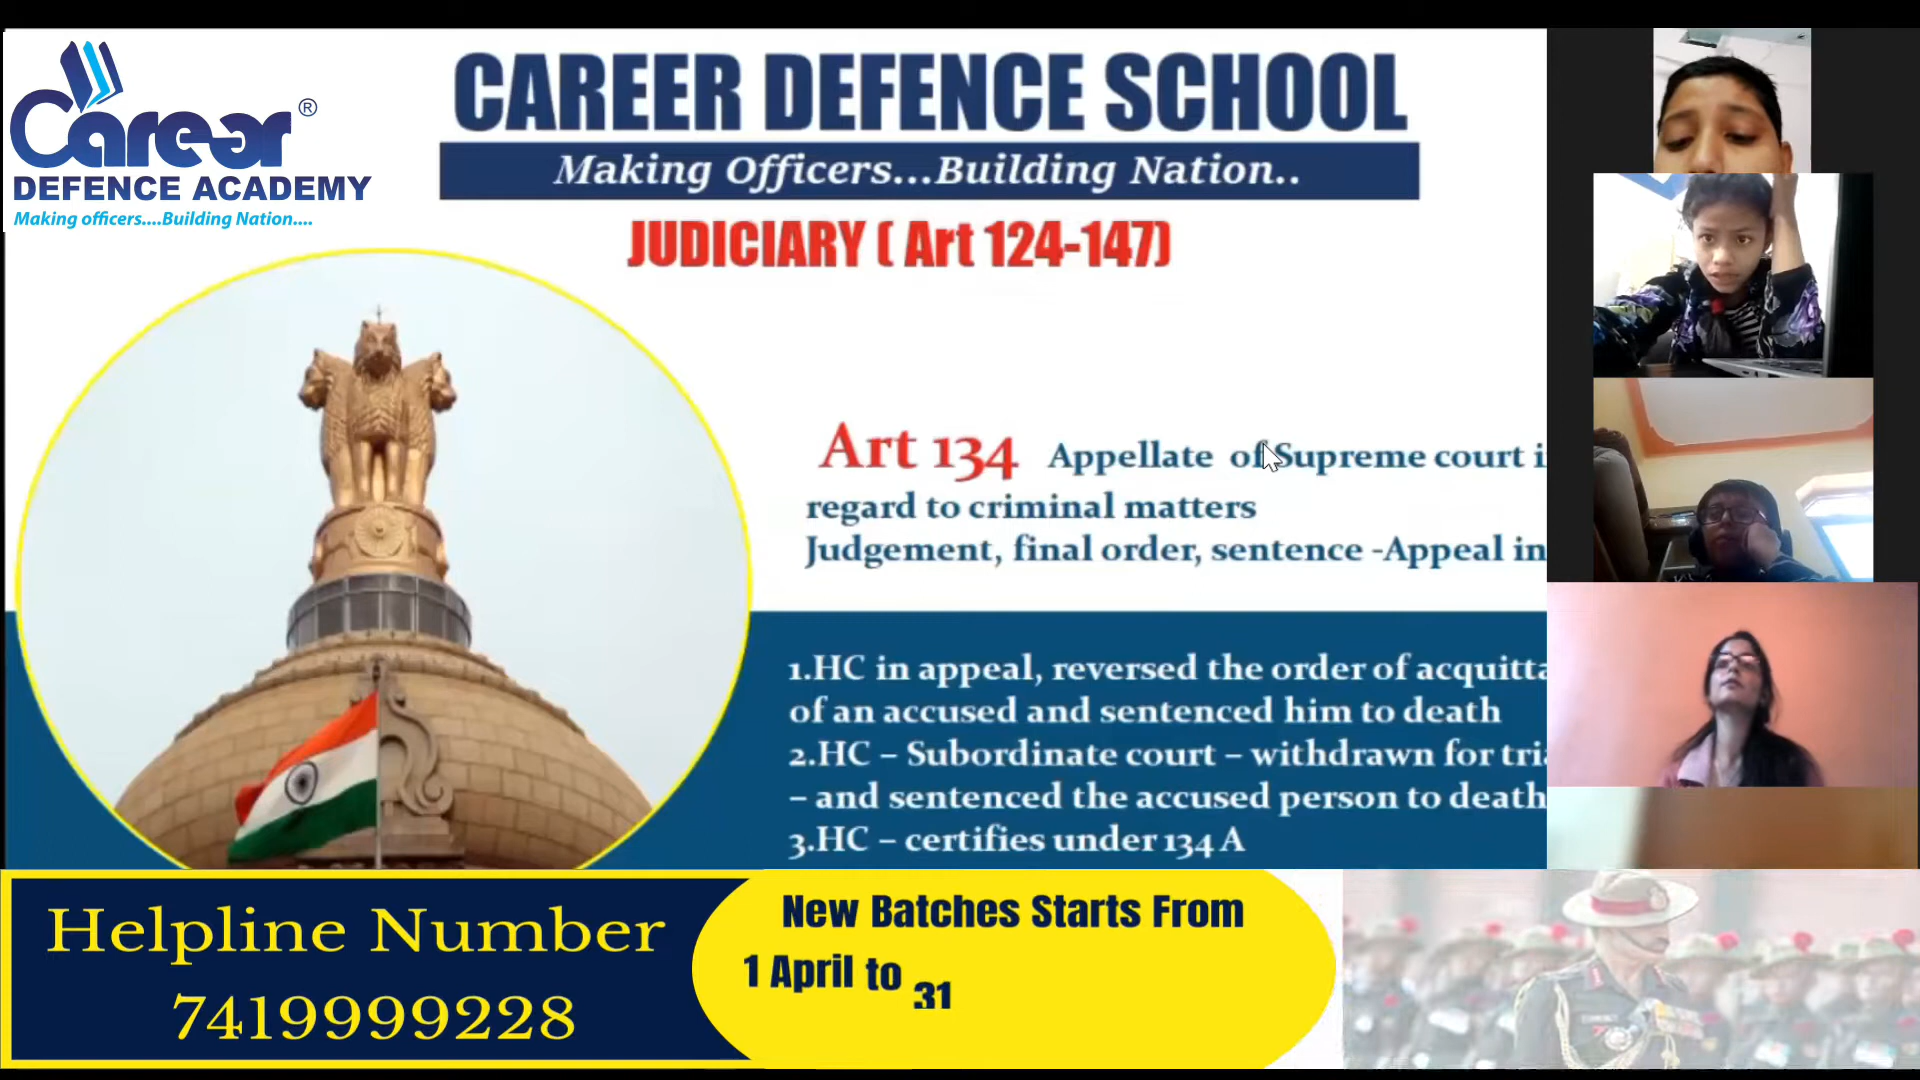 Career ®
DEFENCE ACADEMY
Making officers....Building Nation....
CAREER DEFENCE SCHOOL
Making Officers...Building Nation..
JUDICIARY ( Art 124-147)
Art 134 Appellate of Supreme court i
regard to criminal matters
Judgement, final order, sentence -Appeal in
1.HC in appeal, reversed the order of acquitta
of an accused and sentenced him to death
2.HC – Subordinate court – withdrawn for tri
– and sentenced the accused person to death
3.HC – certifies under 134 A
Helpline Number
7419999228
New Batches Starts From
1 April to 31